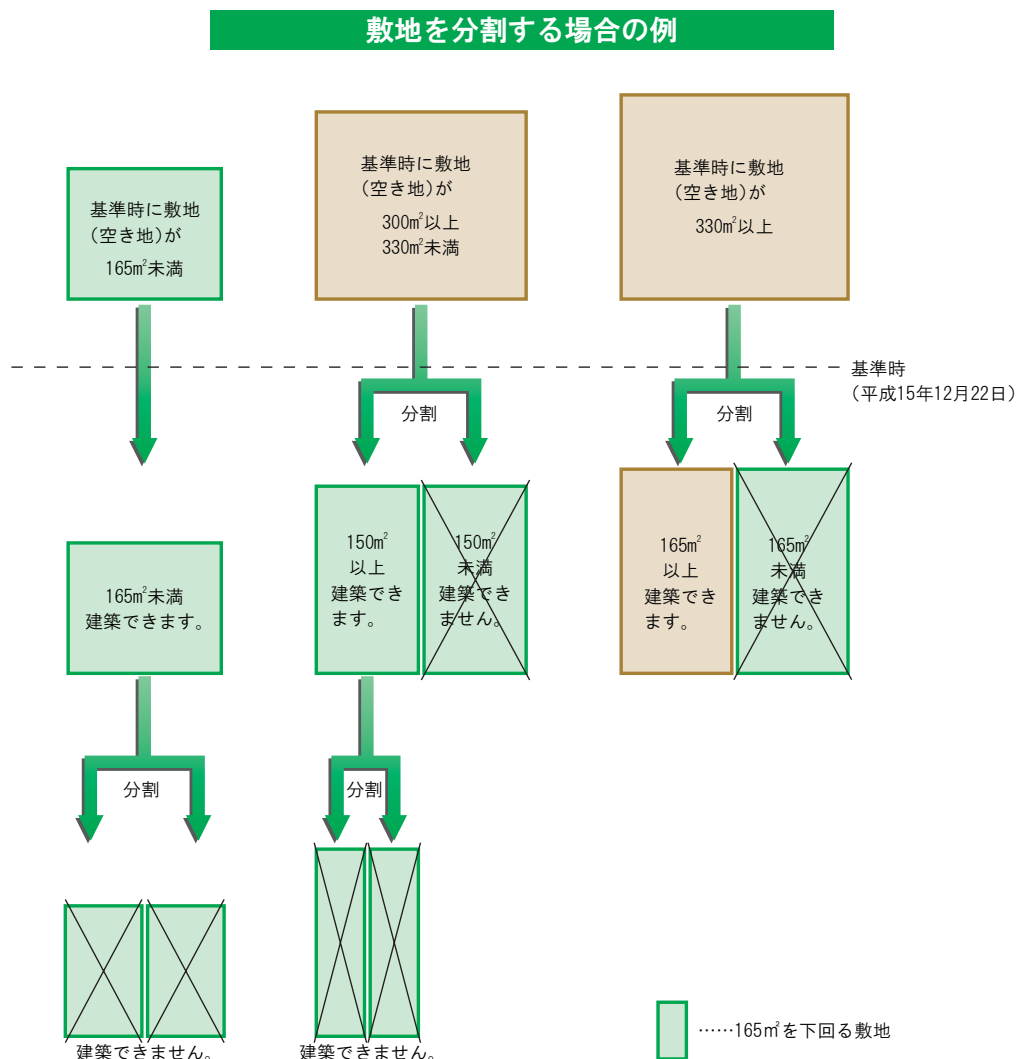 敷地を分割する場合の例
基準時に敷地
(空き地)が
165㎡未満
基準時に敷地
(空き地)が
300㎡以上
330㎡未満
基準時に敷地
(空き地)が
330㎡以上
基準時
(平成15年12月22日)
分割
分割
165㎡未満
建築できます。
150㎡
以上
建築でき
ます。
150㎡
未満
建築でき
ません。
165㎡
以上
建築でき
ます。
165㎡
未満
建築でき
ません。
分割
分割
建築できません。
建築できません。
……165㎡を下回る敷地